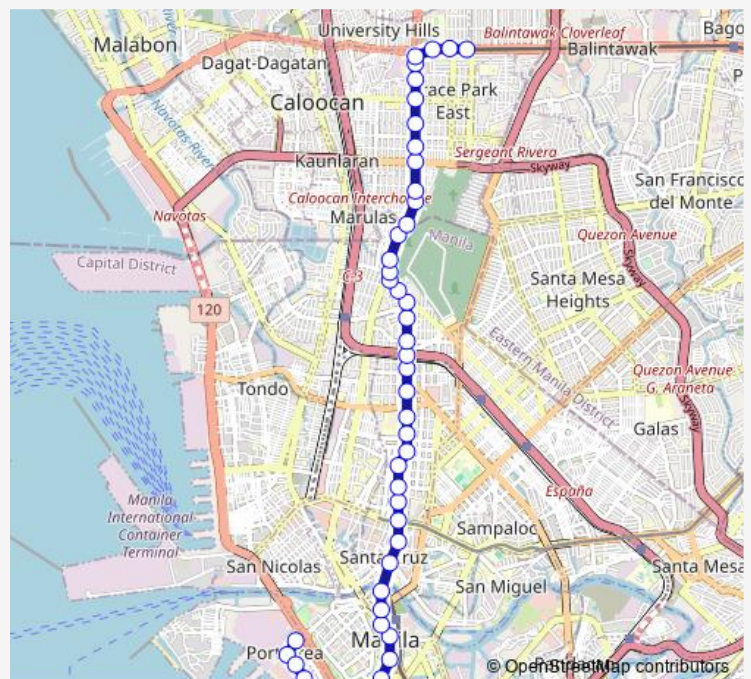 University Hills
Balintawak Cloverleaf
Bago
Malabon
Balintawak
Dagat-Dagatan
Caloocan
race Park
East
Navotas River
Kaunlaran
Sergeant Rivera
Skyway
San Francisco
del Monte
Caloocan Interch
Marulas
Navotas
Manila
Quezon Avenue
Capital District
C-3
Santa Mesa
Heights
Skyway
120
Eastern Manila District
Quezon Avenue
G. Araneta
Tondo
Skyway
Galas
España
Manila
International
Container
Terminal
Sampaloc
San Nicolas
Santa Cruz
San Miguel
Santa Mesa
Manila
Port Area
© OpenStreetMap contributors